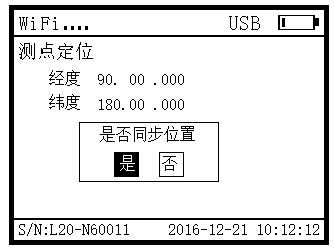 WiFi.... USB
测点定位
经度 90. 00 .000
纬度 180.00 .000
是否同步位置
是 否
S/N:L20-N60011 2016-12-21 10:12:12